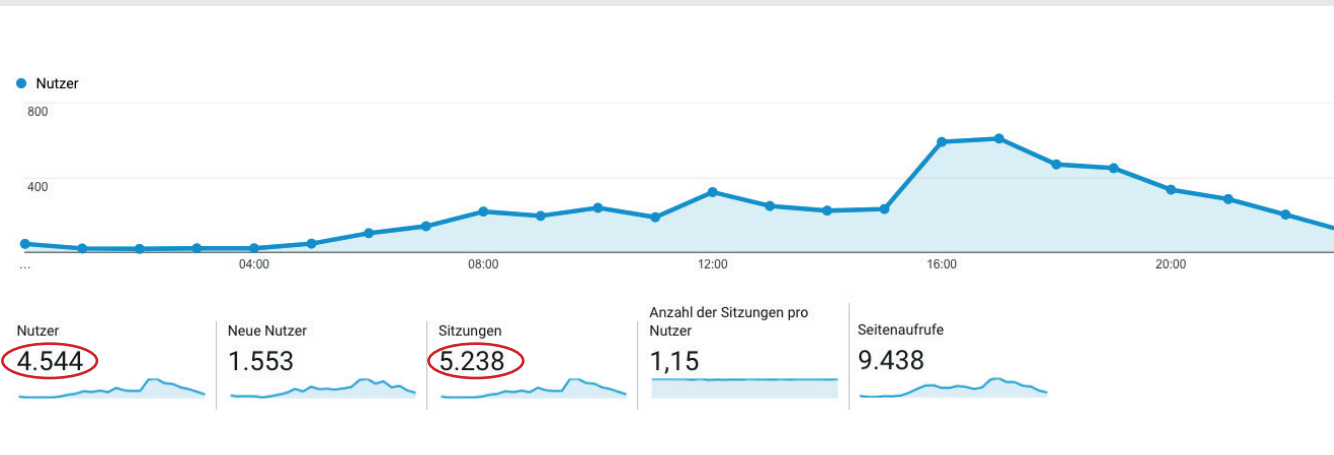 Nutzer
800
400
...
04:00
08:00
12:00
16:00
20:00
Nutzer
4.544
Neue Nutzer
1.553
Sitzungen
5.238
Anzahl der Sitzungen pro
Nutzer
1,15
Seitenaufrufe
9.438